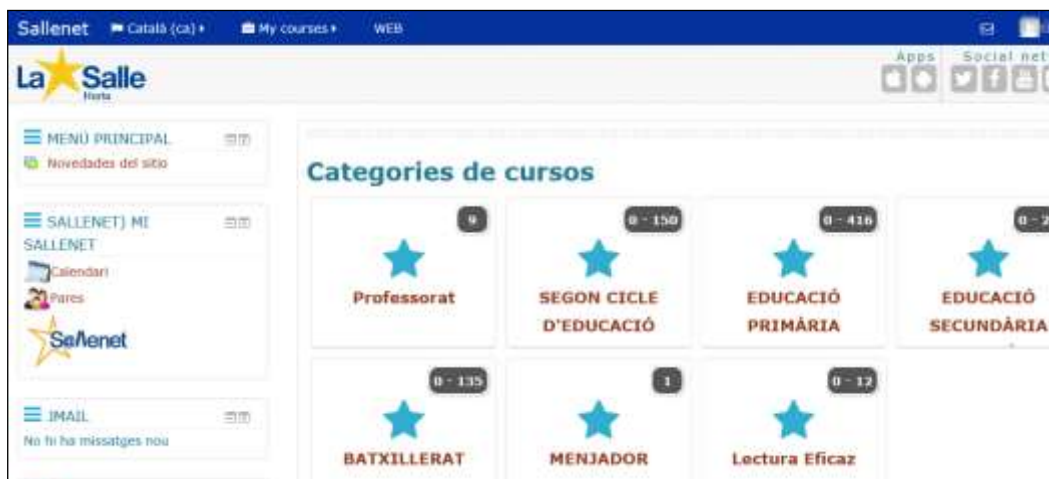 Sallenet Català (ca) My courses WEB
Apps Social net
La Salle
Horta
MENÚ PRINCIPAL
Novedades del sitio
SALLENET) MI
SALLENET
Calendari
Pares
Sallenet
IMAIL
No hi ha missatges nou
Categories de cursos
9
Professorat
0 - 150
SEGON CICLE
D'EDUCACIÓ
0 - 416
EDUCACIÓ
PRIMÀRIA
0 - 2
EDUCACIÓ
SECUNDÀRIA
0 - 135
BATXILLERAT
1
MENJADOR
0 - 12
Lectura Eficaz